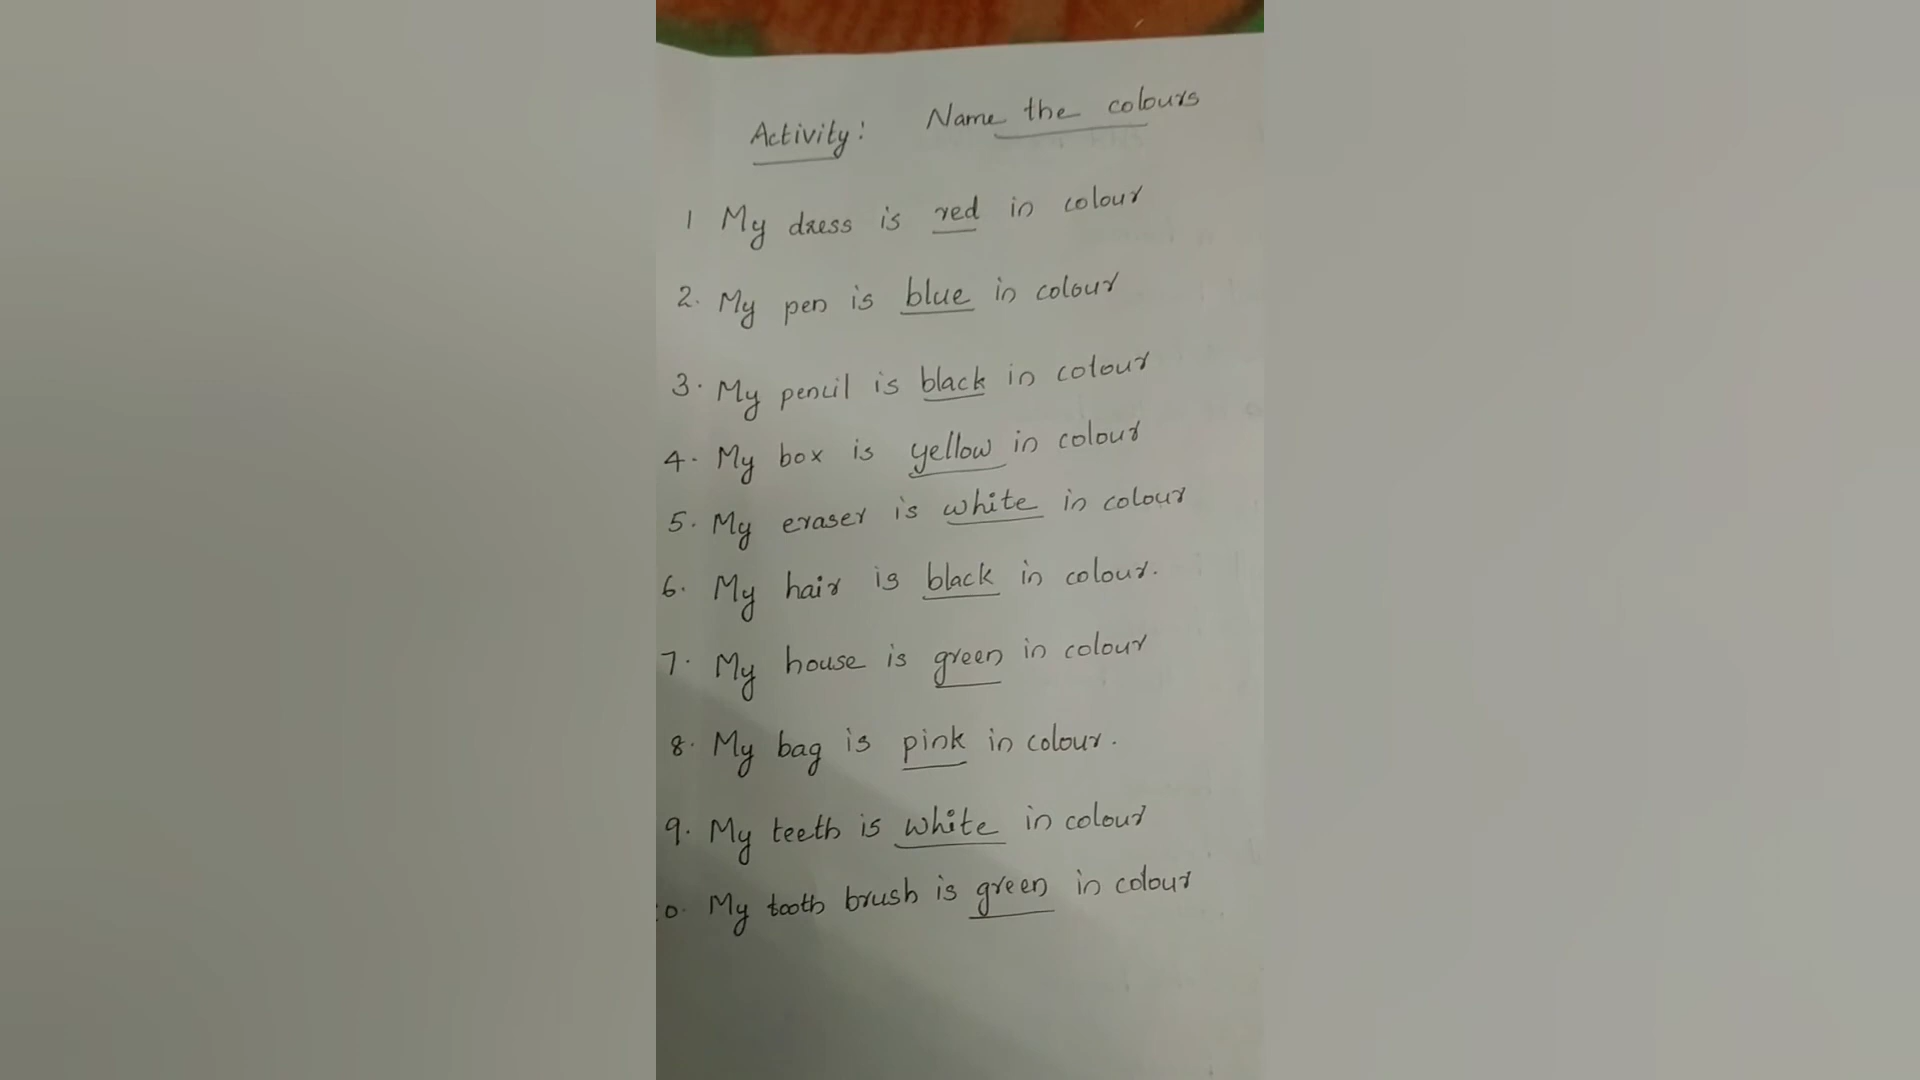 Activity: Name the colours
1 My dress is red in colour
2. My pen is blue in colour
3. My pencil is black in colour
4. My box is yellow in colour
5. My eraser is white in colour
6. My hair is black in colour.
7. My house is green in colour
8. My bag is pink in colour.
9. My teeth is white in colour
10. My tooth brush is green in colour